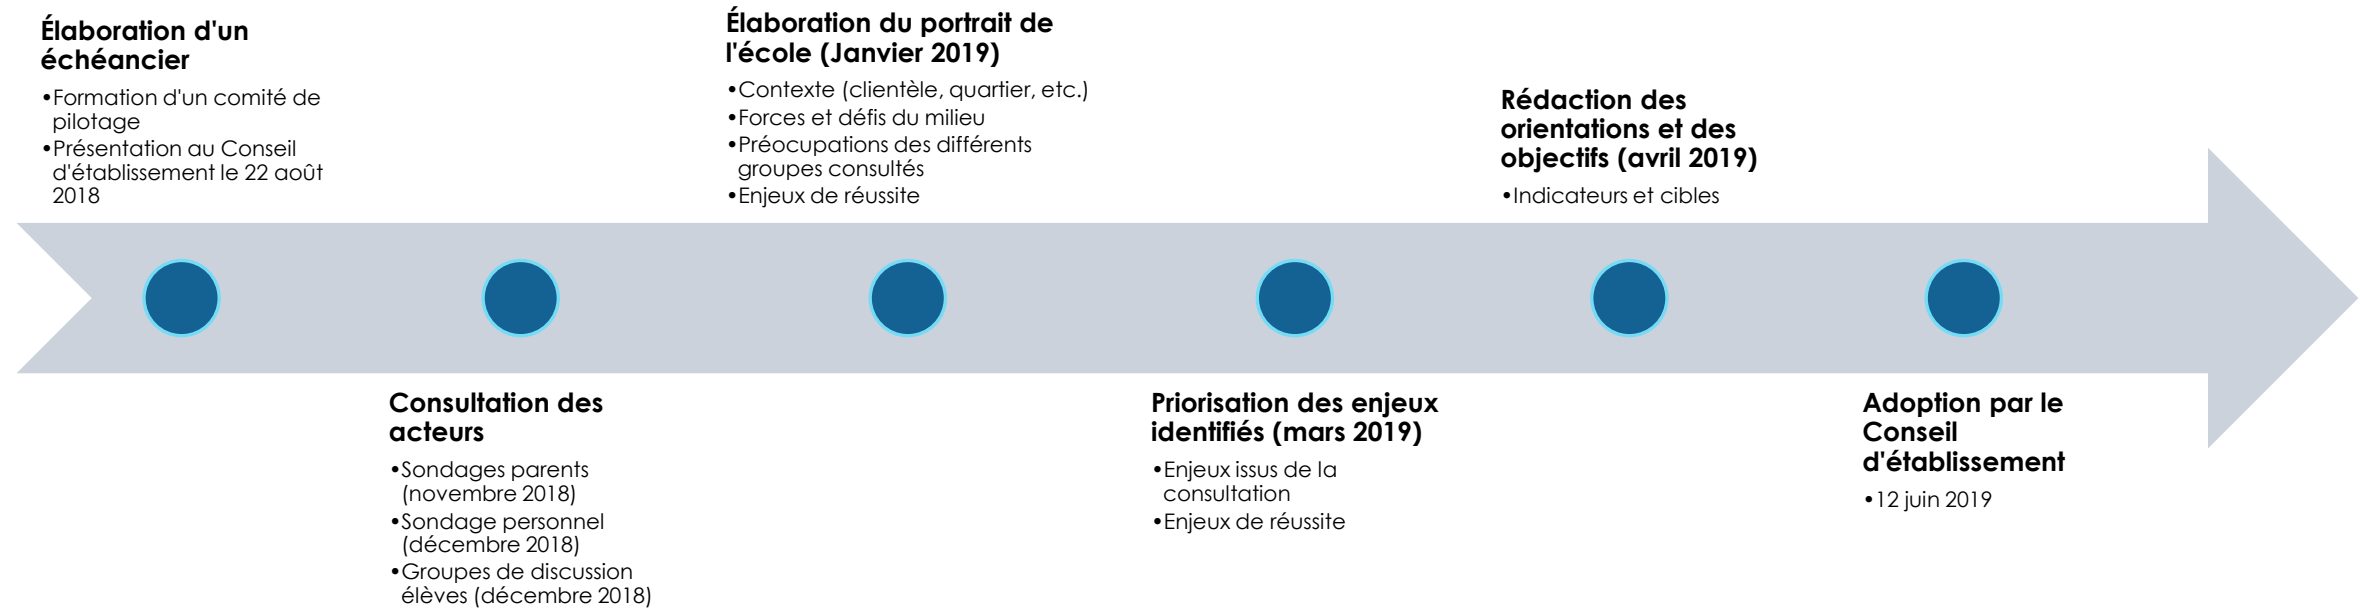 Élaboration d'un
échéancier
•Formation d'un comité de
pilotage
•Présentation au Conseil
d'établissement le 22 août
2018
Consultation des
acteurs
•Sondages parents
(novembre 2018)
•Sondage personnel
(décembre 2018)
•Groupes de discussion
élèves (décembre 2018)
Élaboration du portrait de
l'école (Janvier 2019)
•Contexte (clientèle, quartier, etc.)
•Forces et défis du milieu
•Préocupations des différents
groupes consultés
•Enjeux de réussite
Priorisation des enjeux
identifiés (mars 2019)
•Enjeux issus de la
consultation
•Enjeux de réussite
Rédaction des
orientations et des
objectifs (avril 2019)
•Indicateurs et cibles
Adoption par le
Conseil
d'établissement
•12 juin 2019